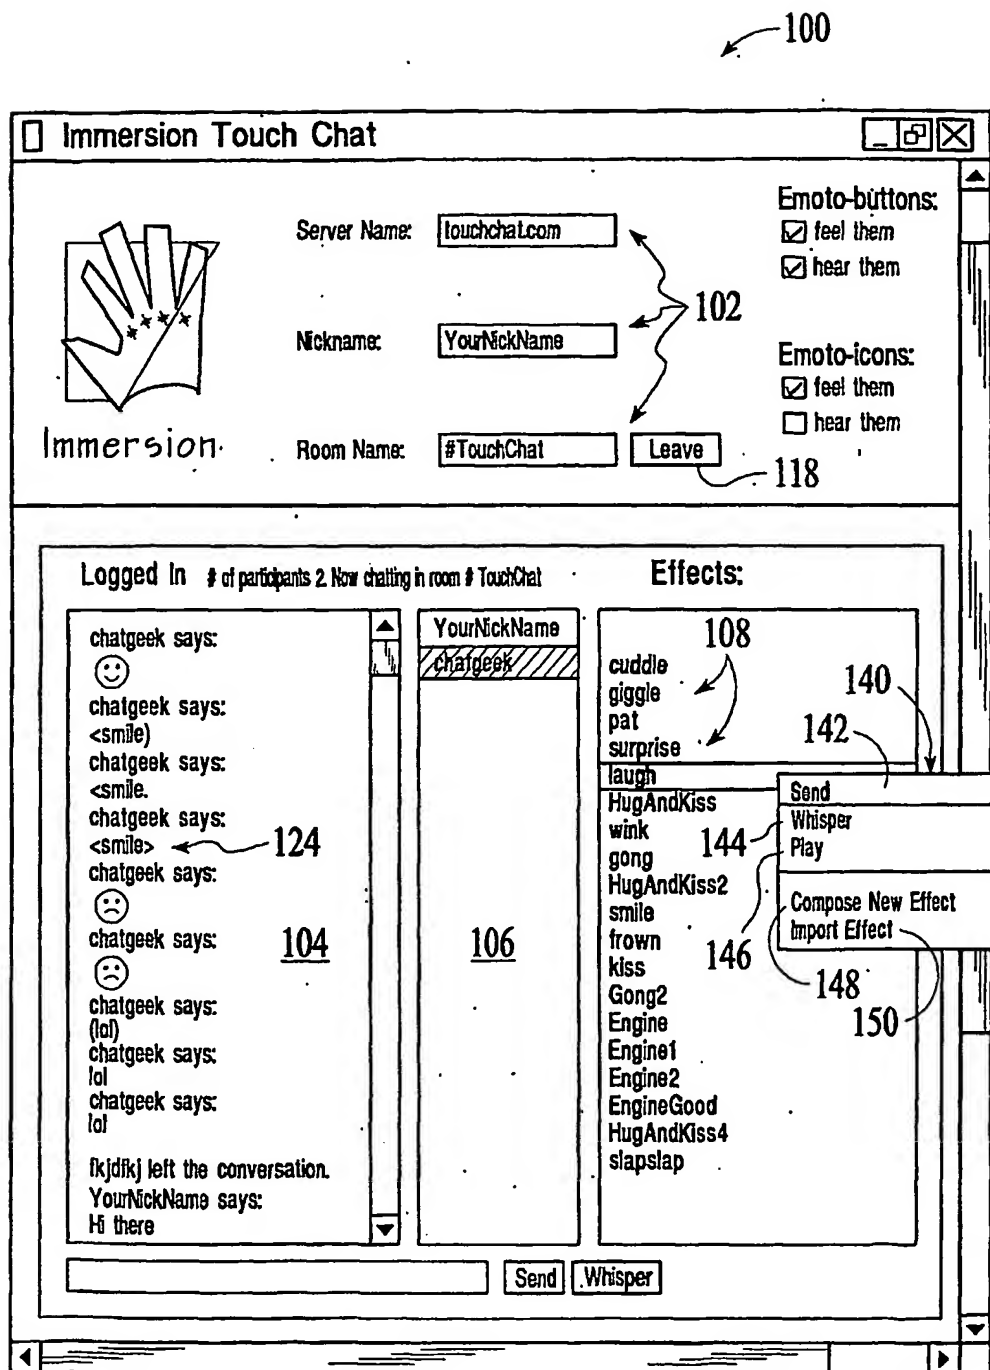 100
Immersion Touch Chat
Server Name: touchchat.com
Nickname: YourNickName
Room Name: #TouchChat Leave
102
118
Emoto-buttons:
feel them
hear them
Emoto-icons:
feel them
hear them
Immersion
Logged In # of participants 2. Now chatting in room # TouchChat
Effects:
chatgeek says:
chatgeek says:
<smile)
chatgeek says:
<smile.
chatgeek says:
<smile>
124
chatgeek says:
chatgeek says:
104
chatgeek says:
(lol)
chatgeek says:
lol
chatgeek says:
lol
fkjdfkj left the conversation.
YourNickName says:
Hi there
YourNickName
chatgeek
106
108
cuddle
giggle
pat
surprise
laugh
HugAndKiss
wink
gong
HugAndKiss2
smile
frown
kiss
Gong2
Engine
Engine1
Engine2
EngineGood
HugAndKiss4
slapslap
140
142
Send
Whisper
144
Play
146
Compose New Effect
Import Effect
148
150
Send .Whisper